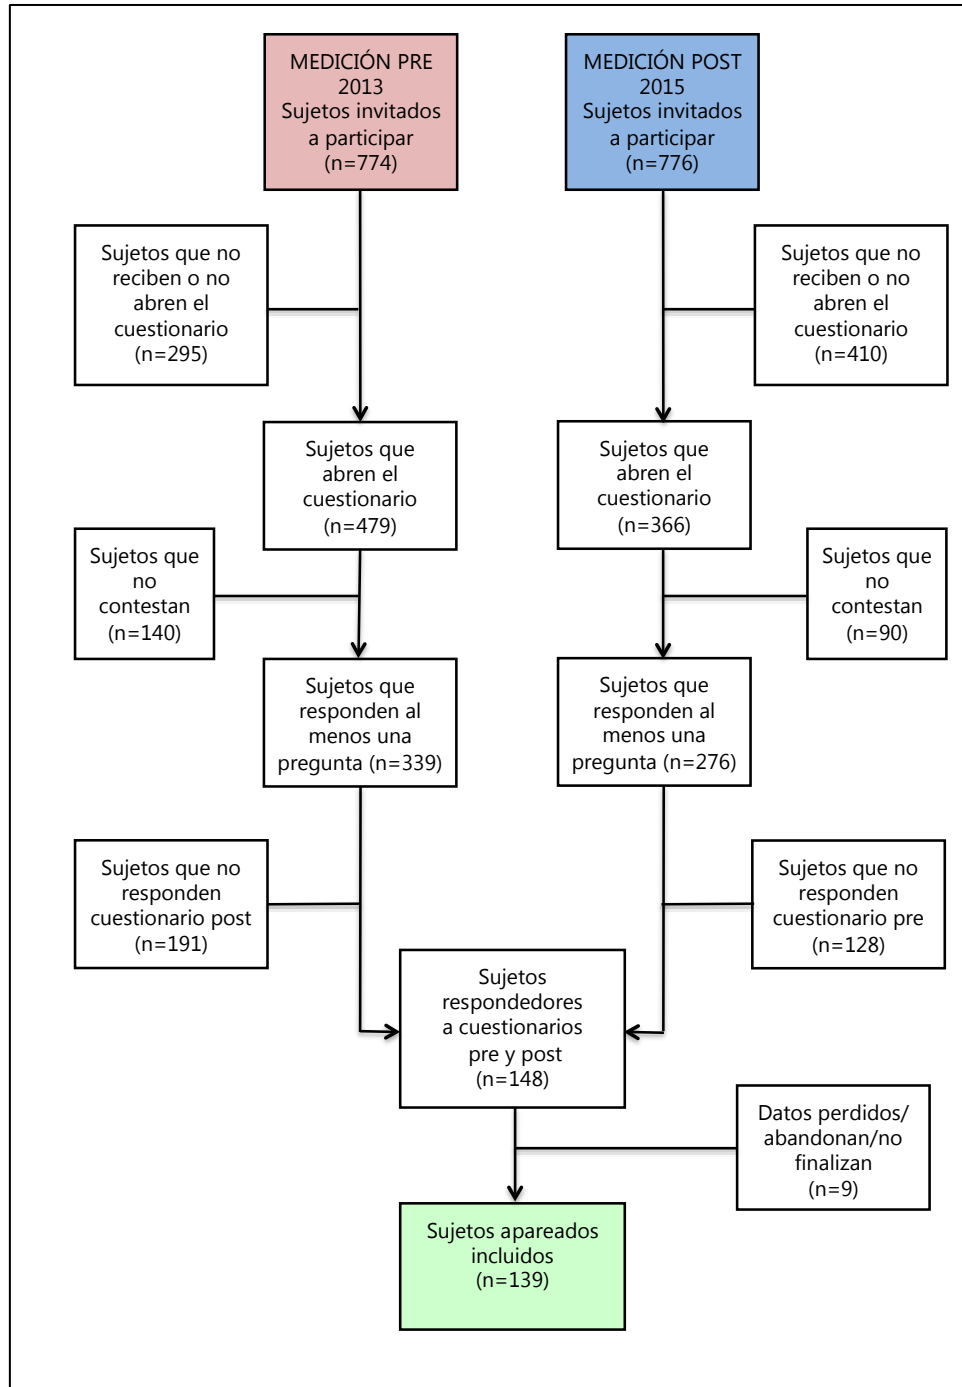 MEDICIÓN PRE
2013
Sujetos invitados
a participar
(n=774)
MEDICIÓN POST
2015
Sujetos invitados
a participar
(n=776)
Sujetos que no
reciben o no
abren el
cuestionario
(n=295)
Sujetos que no
reciben o no
abren el
cuestionario
(n=410)
Sujetos que
abren el
cuestionario
(n=479)
Sujetos que
abren el
cuestionario
(n=366)
Sujetos que
no
contestan
(n=140)
Sujetos que
no
contestan
(n=90)
Sujetos que
responden al
menos una
pregunta (n=339)
Sujetos que
responden al
menos una
pregunta (n=276)
Sujetos que no
responden
cuestionario post
(n=191)
Sujetos que no
responden
cuestionario pre
(n=128)
Sujetos
respondedores
a cuestionarios
pre y post
(n=148)
Datos perdidos/
abandonan/no
finalizan
(n=9)
Sujetos apareados
incluidos
(n=139)